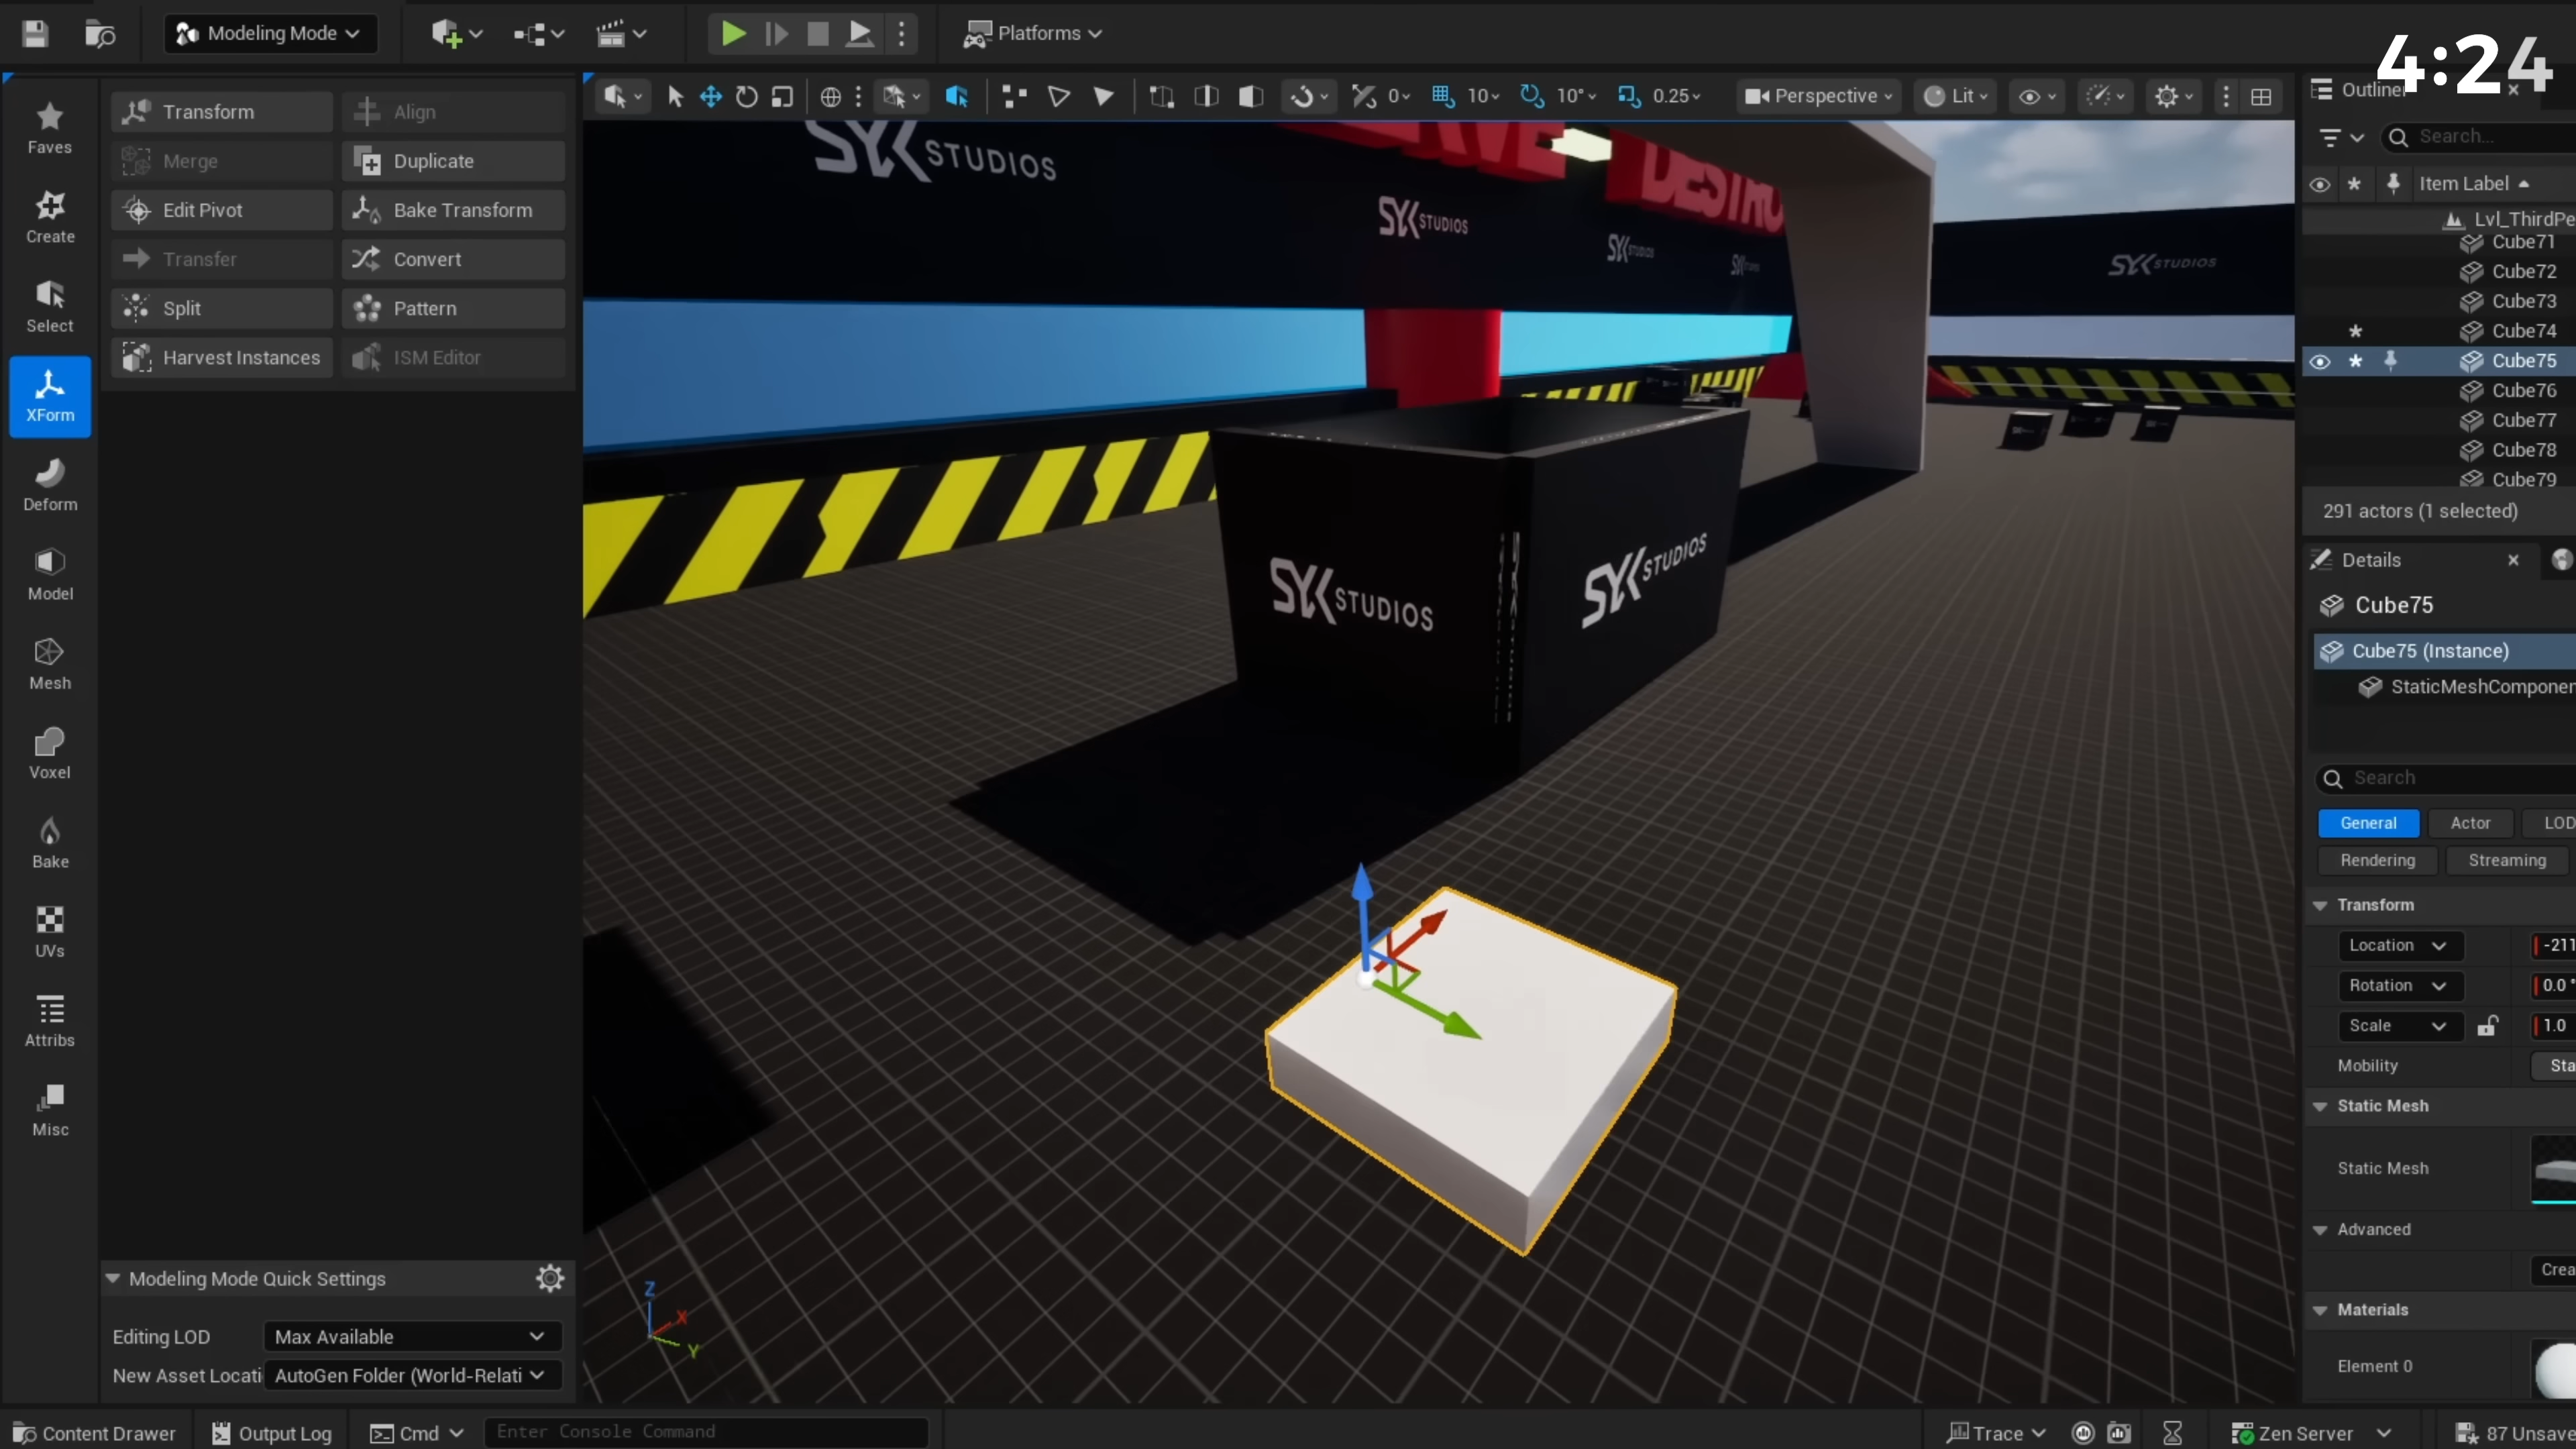 Modeling Mode
Platforms
4:24
Faves
Create
Select
XForm
Deform
Model
Mesh
Voxel
Bake
UVs
Attribs
Misc
Transform
Align
Merge
Duplicate
Edit Pivot
Bake Transform
Transfer
Convert
Split
Pattern
Harvest Instances
ISM Editor
Modeling Mode Quick Settings
Editing LOD
Max Available
New Asset Locati
AutoGen Folder (World-Relati
0
10
10°
0.25
Perspective
Lit
SYK STUDIOS
SYK STUDIOS
SYK STUDIOS
SYK STUDIOS
SYK STUDIOS
SYK STUDIOS
Z
X
Y
Outliner
Search...
Item Label
Lvl_ThirdPe
Cube71
Cube72
Cube73
Cube74
Cube75
Cube76
Cube77
Cube78
Cube79
291 actors (1 selected)
Details
Cube75
Cube75 (Instance)
StaticMeshComponen
Search
General
Actor
LOD
Rendering
Streaming
Transform
Location
-211
Rotation
0.0 °
Scale
1.0
Mobility
Sta
Static Mesh
Static Mesh
Advanced
Crea
Materials
Element 0
Content Drawer
Output Log
Cmd
Enter Console Command
Trace
Zen Server
87 Unsav